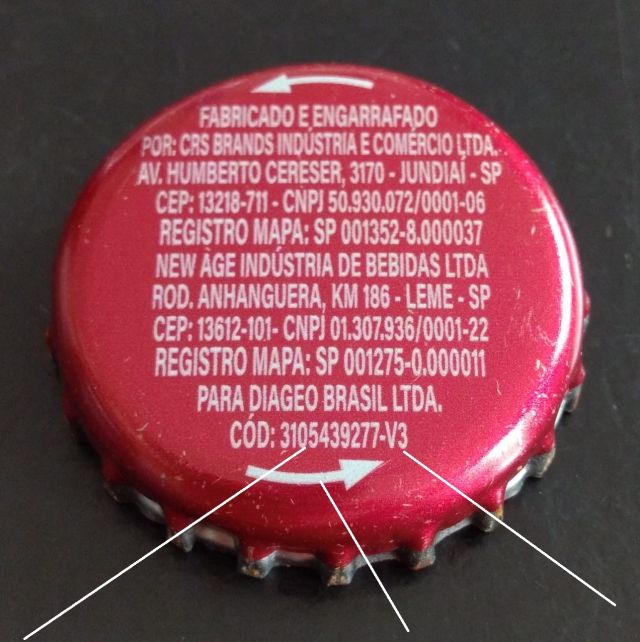 FABRICADO E ENGARRAFADO
POR: CRS BRANDS INDÚSTRIA E COMÉRCIO LTDA.
AV. HUMBERTO CERESER, 3170 - JUNDIAÍ - SP
CEP: 13218-711 - CNPJ 50.930.072/0001-06
REGISTRO MAPA: SP 001352-8.000037
NEW ÀGE INDÚSTRIA DE BEBIDAS LTDA
ROD. ANHANGUERA, KM 186 - LEME - SP
CEP: 13612-101- CNPJ 01.307.936/0001-22
REGISTRO MAPA: SP 001275-0.000011
PARA DIAGEO BRASIL LTDA.
CÓD: 3105439277-V3